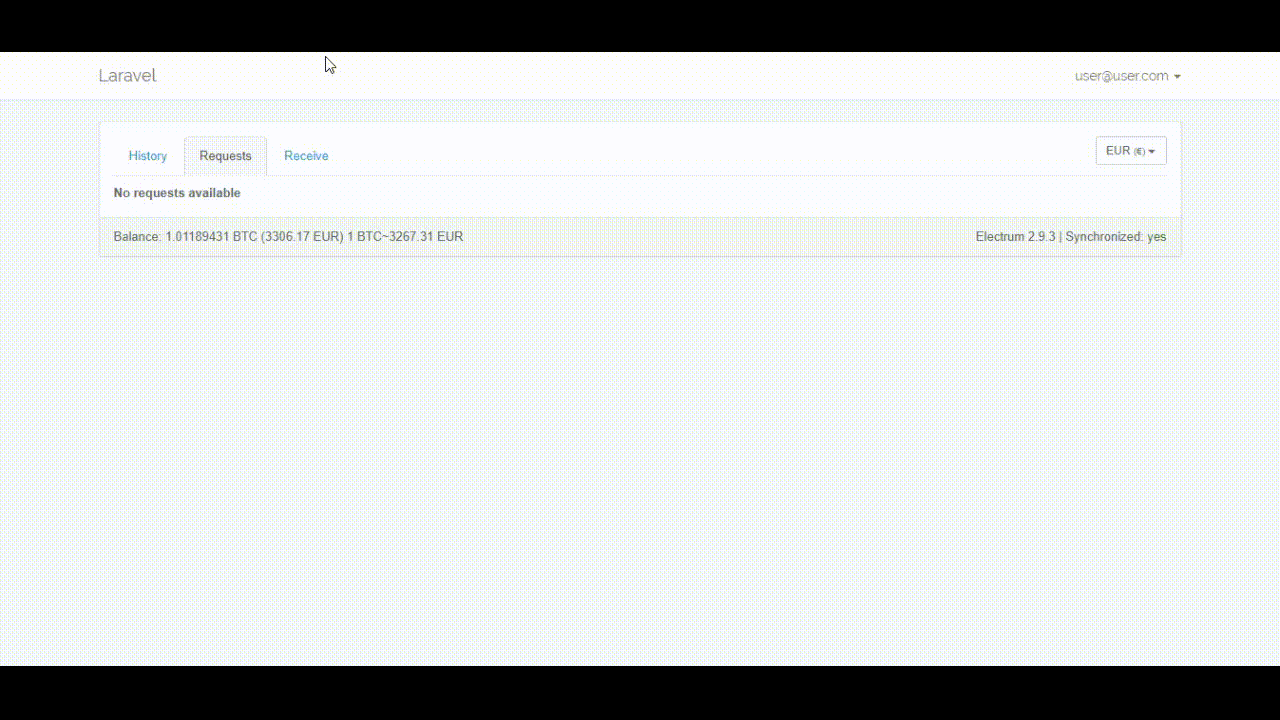 Laravel user@user.com
History Requests Receive EUR (€)
No requests available
Balance: 1.01189431 BTC (3306.17 EUR) 1 BTC~3267.31 EUR Electrum 2.9.3 | Synchronized: yes